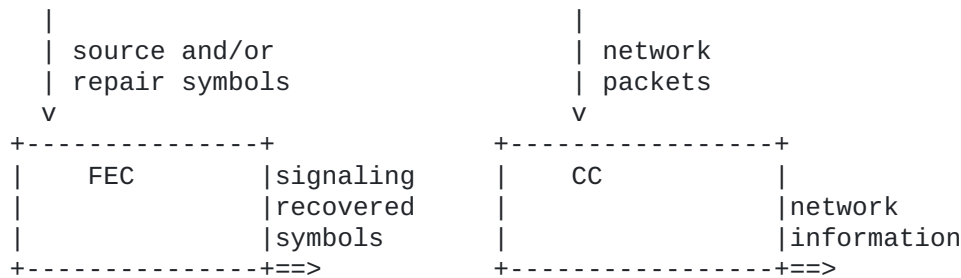 |                                |
  | source and/or                  | network
  | repair symbols                 | packets
  v                                v
+---------------+             +-----------------+
|    FEC        |signaling    |    CC           |
|               |recovered    |                 |network
|               |symbols      |                 |information
+---------------+==>          +-----------------+==>